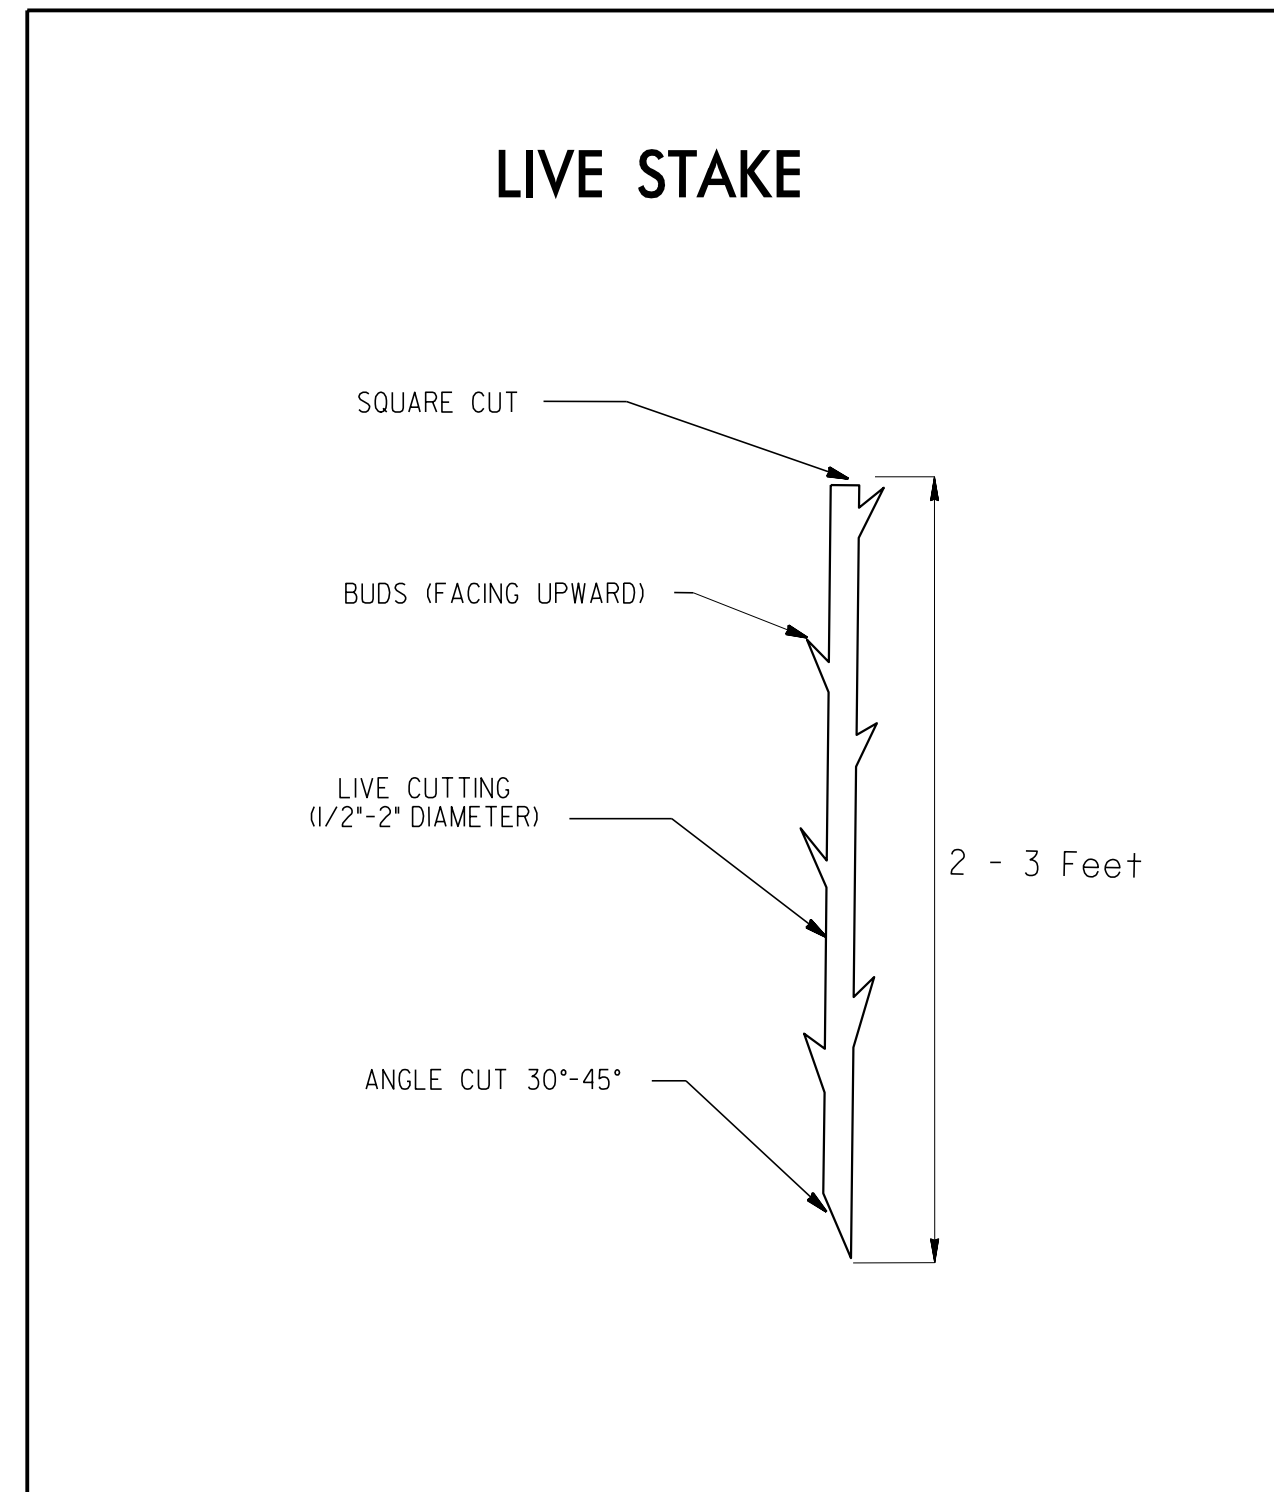 LIVE STAKE
SQUARE CUT
BUDS (FACING UPWARD)
LIVE CUTTING
(1/2"-2" DIAMETER)
2 - 3 Feet
ANGLE CUT 30°-45°